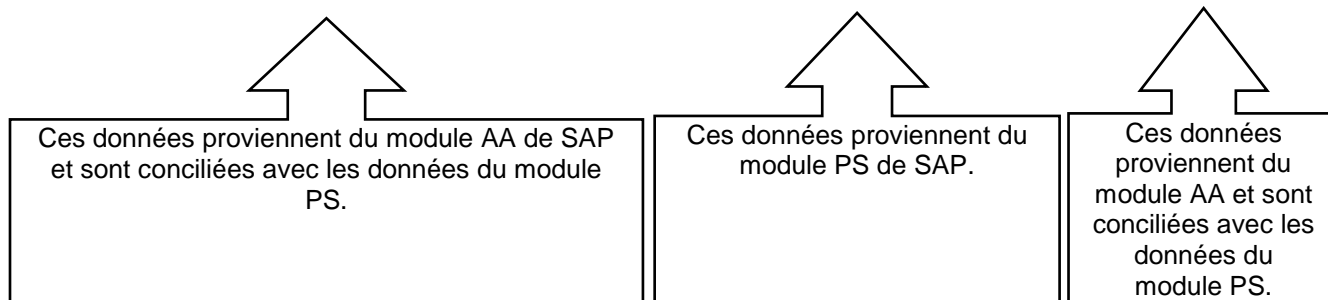 Ces données proviennent du module AA de SAP
et sont conciliées avec les données du module
PS.
Ces données proviennent du
module PS de SAP.
Ces données
proviennent du
module AA et sont
conciliées avec les
données du
module PS.